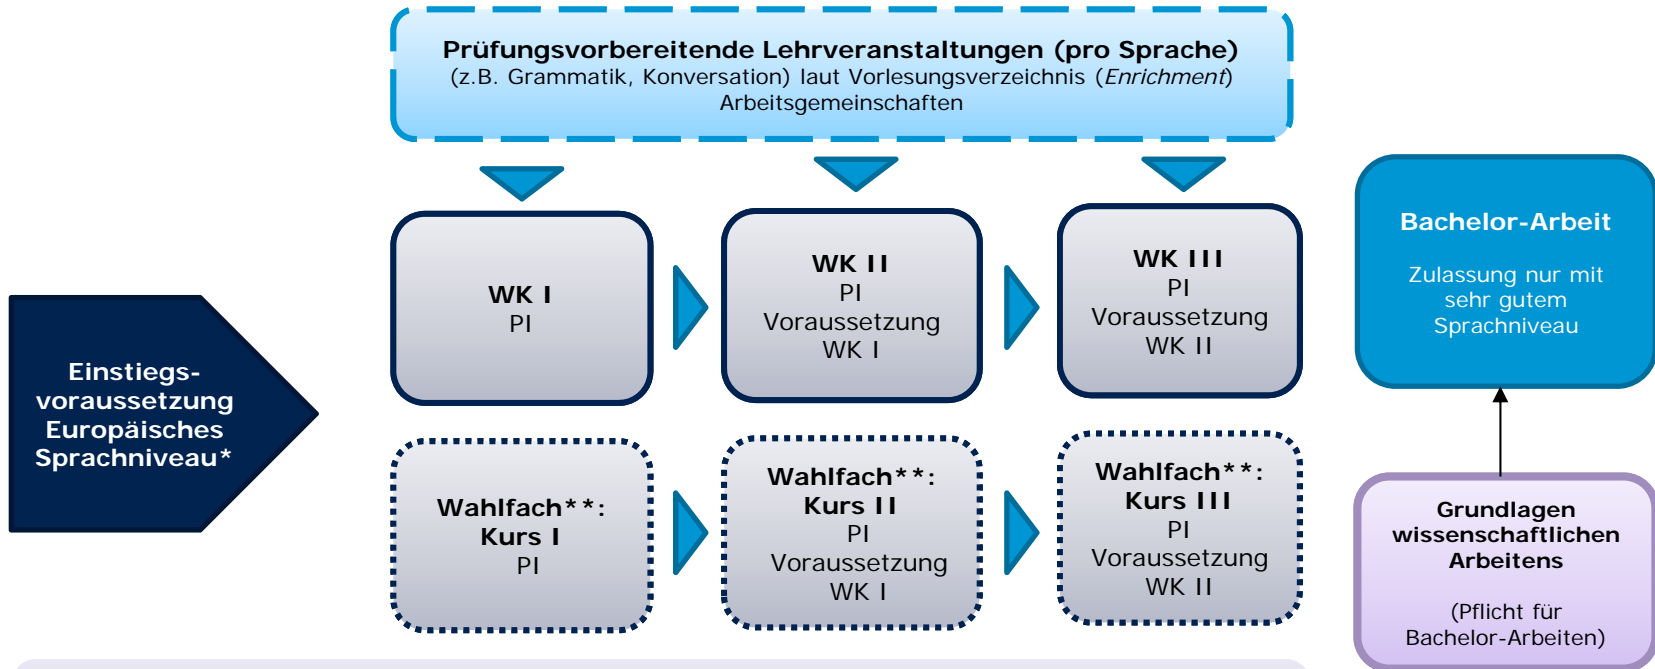 Prüfungsvorbereitende Lehrveranstaltungen (pro Sprache)
(z.B. Grammatik, Konversation) laut Vorlesungsverzeichnis (Enrichment)
Arbeitsgemeinschaften
Einstiegs-
voraussetzung
Europäisches
Sprachniveau*
WK I
PI
WK II
PI
Voraussetzung
WK I
WK III
PI
Voraussetzung
WK II
Wahlfach**:
Kurs I
PI
Wahlfach**:
Kurs II
PI
Voraussetzung
WK I
Wahlfach**:
Kurs III
PI
Voraussetzung
WK II
Bachelor-Arbeit
Zulassung nur mit
sehr gutem
Sprachniveau
Grundlagen
wissenschaftlichen
Arbeitens
(Pflicht für
Bachelor-Arbeiten)